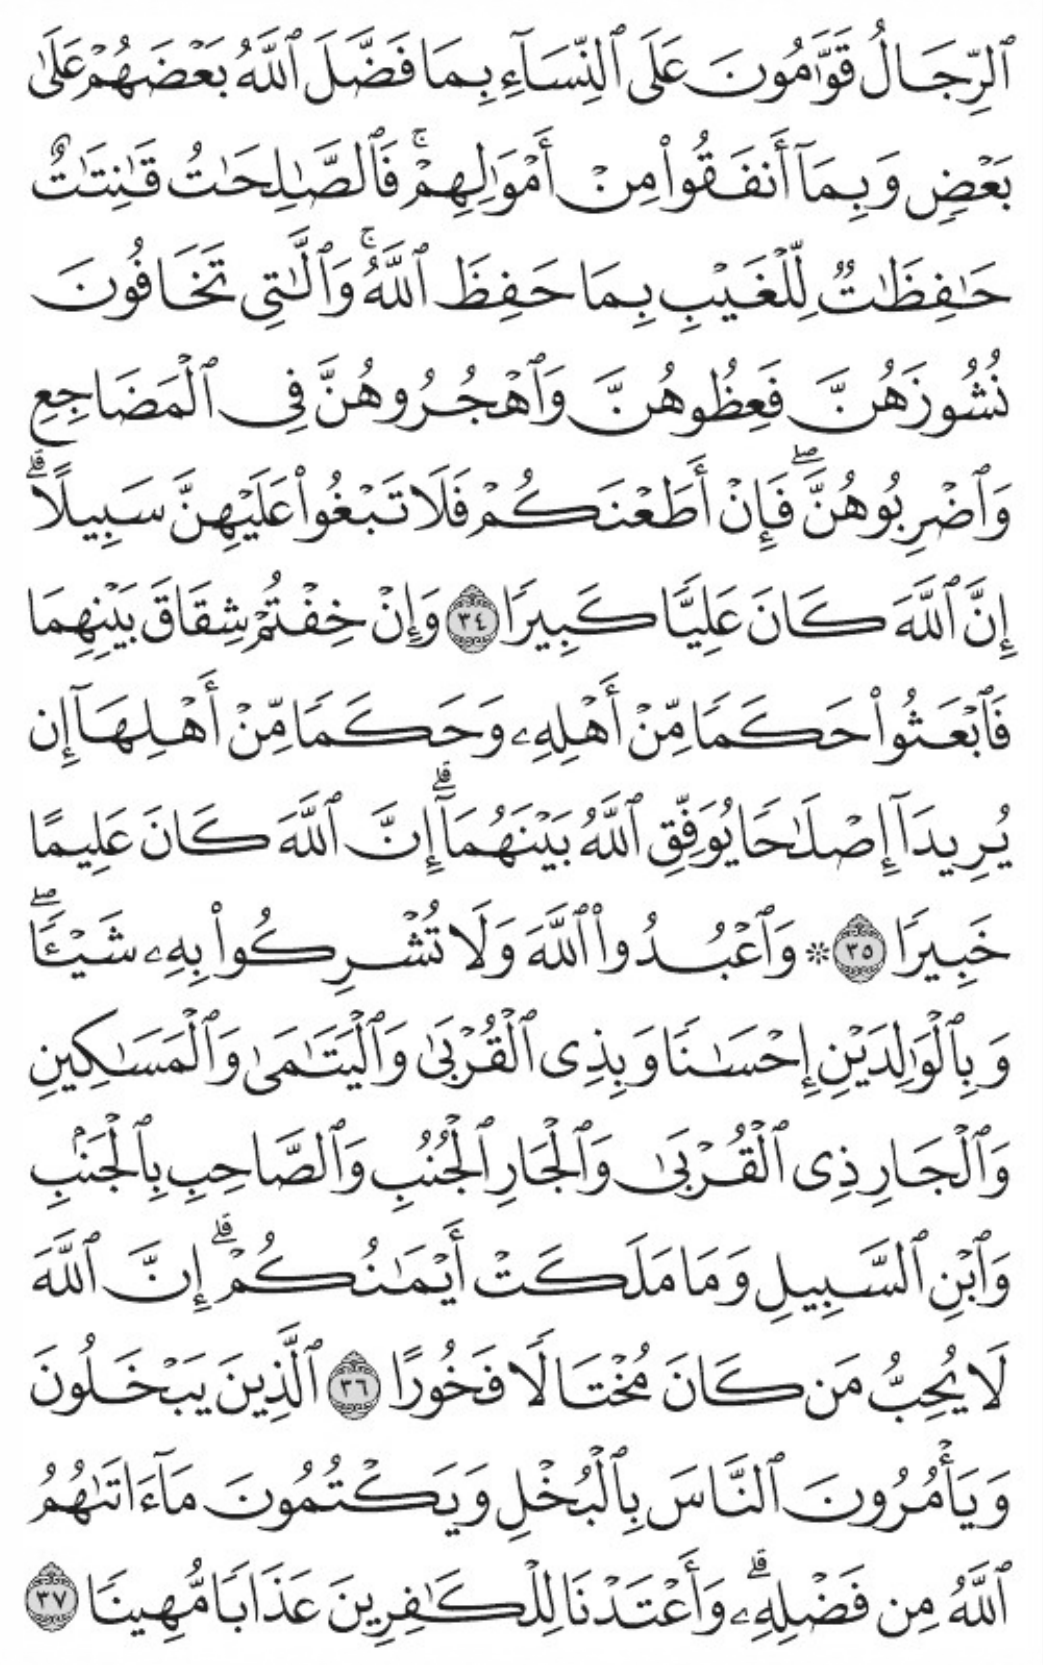 ٱلرِّجَالُ قَوَّٰمُونَ عَلَى ٱلنِّسَآءِ بِمَا فَضَّلَ ٱللَّهُ بَعْضَهُمْ عَلَىٰ
بَعْضٍ وَبِمَآ أَنفَقُوا۟ مِنْ أَمْوَٰلِهِمْ ۚ فَٱلصَّٰلِحَٰتُ قَٰنِتَٰتٌ
حَٰفِظَٰتٌ لِّلْغَيْبِ بِمَا حَفِظَ ٱللَّهُ ۚ وَٱلَّٰتِى تَخَافُونَ
نُشُوزَهُنَّ فَعِظُوهُنَّ وَٱهْجُرُوهُنَّ فِى ٱلْمَضَاجِعِ
وَٱضْرِبُوهُنَّ ۖ فَإِنْ أَطَعْنَكُمْ فَلَا تَبْغُوا۟ عَلَيْهِنَّ سَبِيلًا ۗ
إِنَّ ٱللَّهَ كَانَ عَلِيًّا كَبِيرًا ٣٤ وَإِنْ خِفْتُمْ شِقَاقَ بَيْنِهِمَا
فَٱبْعَثُوا۟ حَكَمًا مِّنْ أَهْلِهِۦ وَحَكَمًا مِّنْ أَهْلِهَآ إِن
يُرِيدَآ إِصْلَٰحًا يُوَفِّقِ ٱللَّهُ بَيْنَهُمَآ ۗ إِنَّ ٱللَّهَ كَانَ عَلِيمًا
خَبِيرًا ٣٥ ۞ وَٱعْبُدُوا۟ ٱللَّهَ وَلَا تُشْرِكُوا۟ بِهِۦ شَيْـًٔا ۖ
وَبِٱلْوَٰلِدَيْنِ إِحْسَٰنًا وَبِذِى ٱلْقُرْبَىٰ وَٱلْيَتَٰمَىٰ وَٱلْمَسَٰكِينِ
وَٱلْجَارِ ذِى ٱلْقُرْبَىٰ وَٱلْجَارِ ٱلْجُنُبِ وَٱلصَّاحِبِ بِٱلْجَنۢبِ
وَٱبْنِ ٱلسَّبِيلِ وَمَا مَلَكَتْ أَيْمَٰنُكُمْ ۗ إِنَّ ٱللَّهَ
لَا يُحِبُّ مَن كَانَ مُخْتَالًا فَخُورًا ٣٦ ٱلَّذِينَ يَبْخَلُونَ
وَيَأْمُرُونَ ٱلنَّاسَ بِٱلْبُخْلِ وَيَكْتُمُونَ مَآ ءَاتَىٰهُمُ
ٱللَّهُ مِن فَضْلِهِۦ ۗ وَأَعْتَدْنَا لِلْكَٰفِرِينَ عَذَابًا مُّهِينًا ٣٧